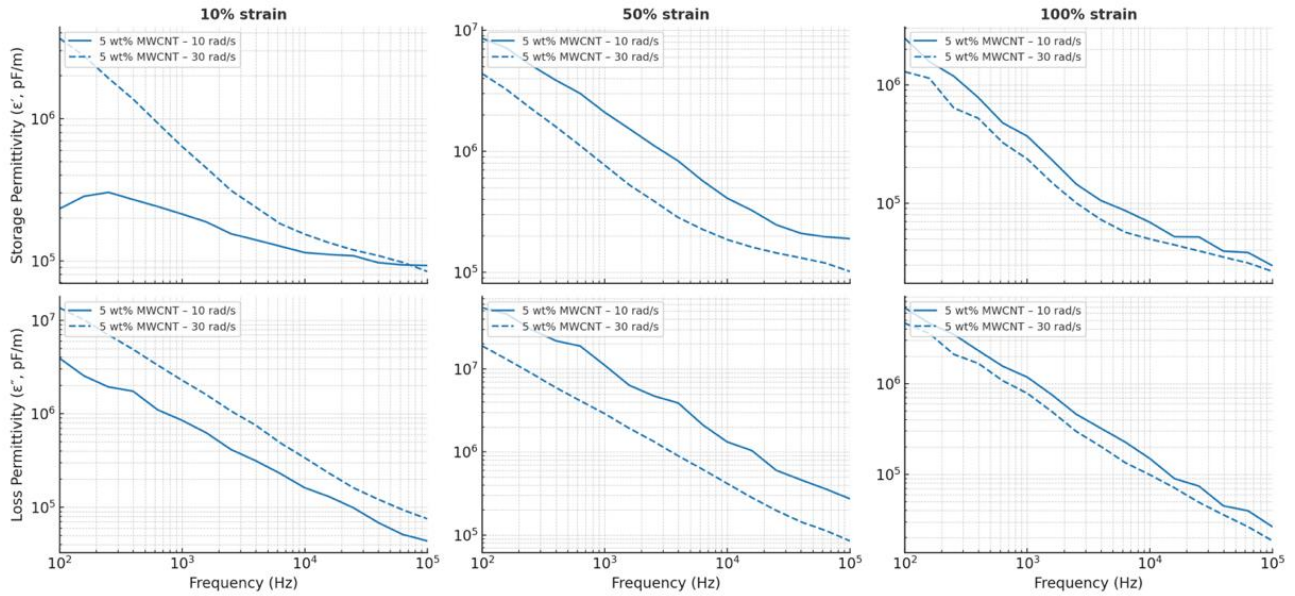 10% strain
50% strain
100% strain
Storage Permittivity (ε′, pF/m)
10⁶
10⁵
5 wt% MWCNT – 10 rad/s
5 wt% MWCNT – 30 rad/s
10⁷
10⁶
10⁵
5 wt% MWCNT – 10 rad/s
5 wt% MWCNT – 30 rad/s
10⁶
10⁵
5 wt% MWCNT – 10 rad/s
5 wt% MWCNT – 30 rad/s
Loss Permittivity (ε″, pF/m)
10⁷
10⁶
10⁵
5 wt% MWCNT – 10 rad/s
5 wt% MWCNT – 30 rad/s
10² 10³ 10⁴ 10⁵
Frequency (Hz)
10⁷
10⁶
10⁵
5 wt% MWCNT – 10 rad/s
5 wt% MWCNT – 30 rad/s
10² 10³ 10⁴ 10⁵
Frequency (Hz)
10⁶
10⁵
5 wt% MWCNT – 10 rad/s
5 wt% MWCNT – 30 rad/s
10² 10³ 10⁴ 10⁵
Frequency (Hz)